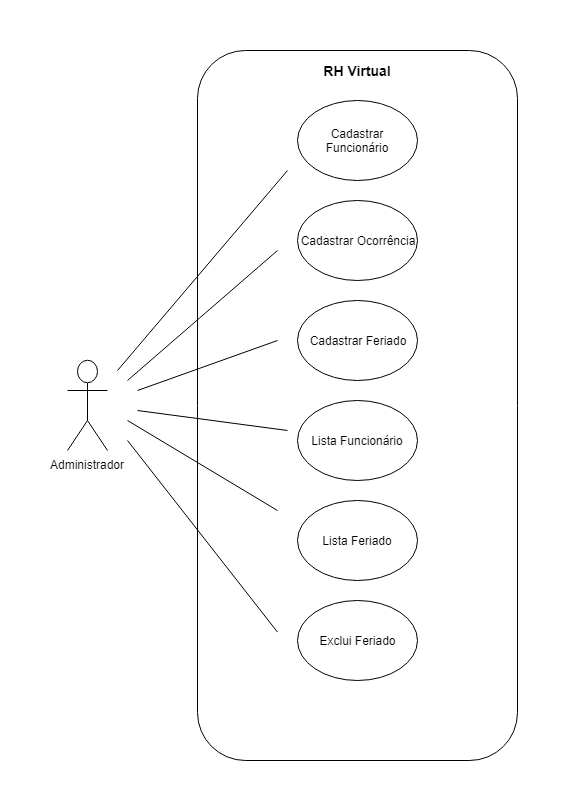 RH Virtual
Cadastrar
Funcionário
Cadastrar Ocorrência
Cadastrar Feriado
Lista Funcionário
Administrador
Lista Feriado
Exclui Feriado